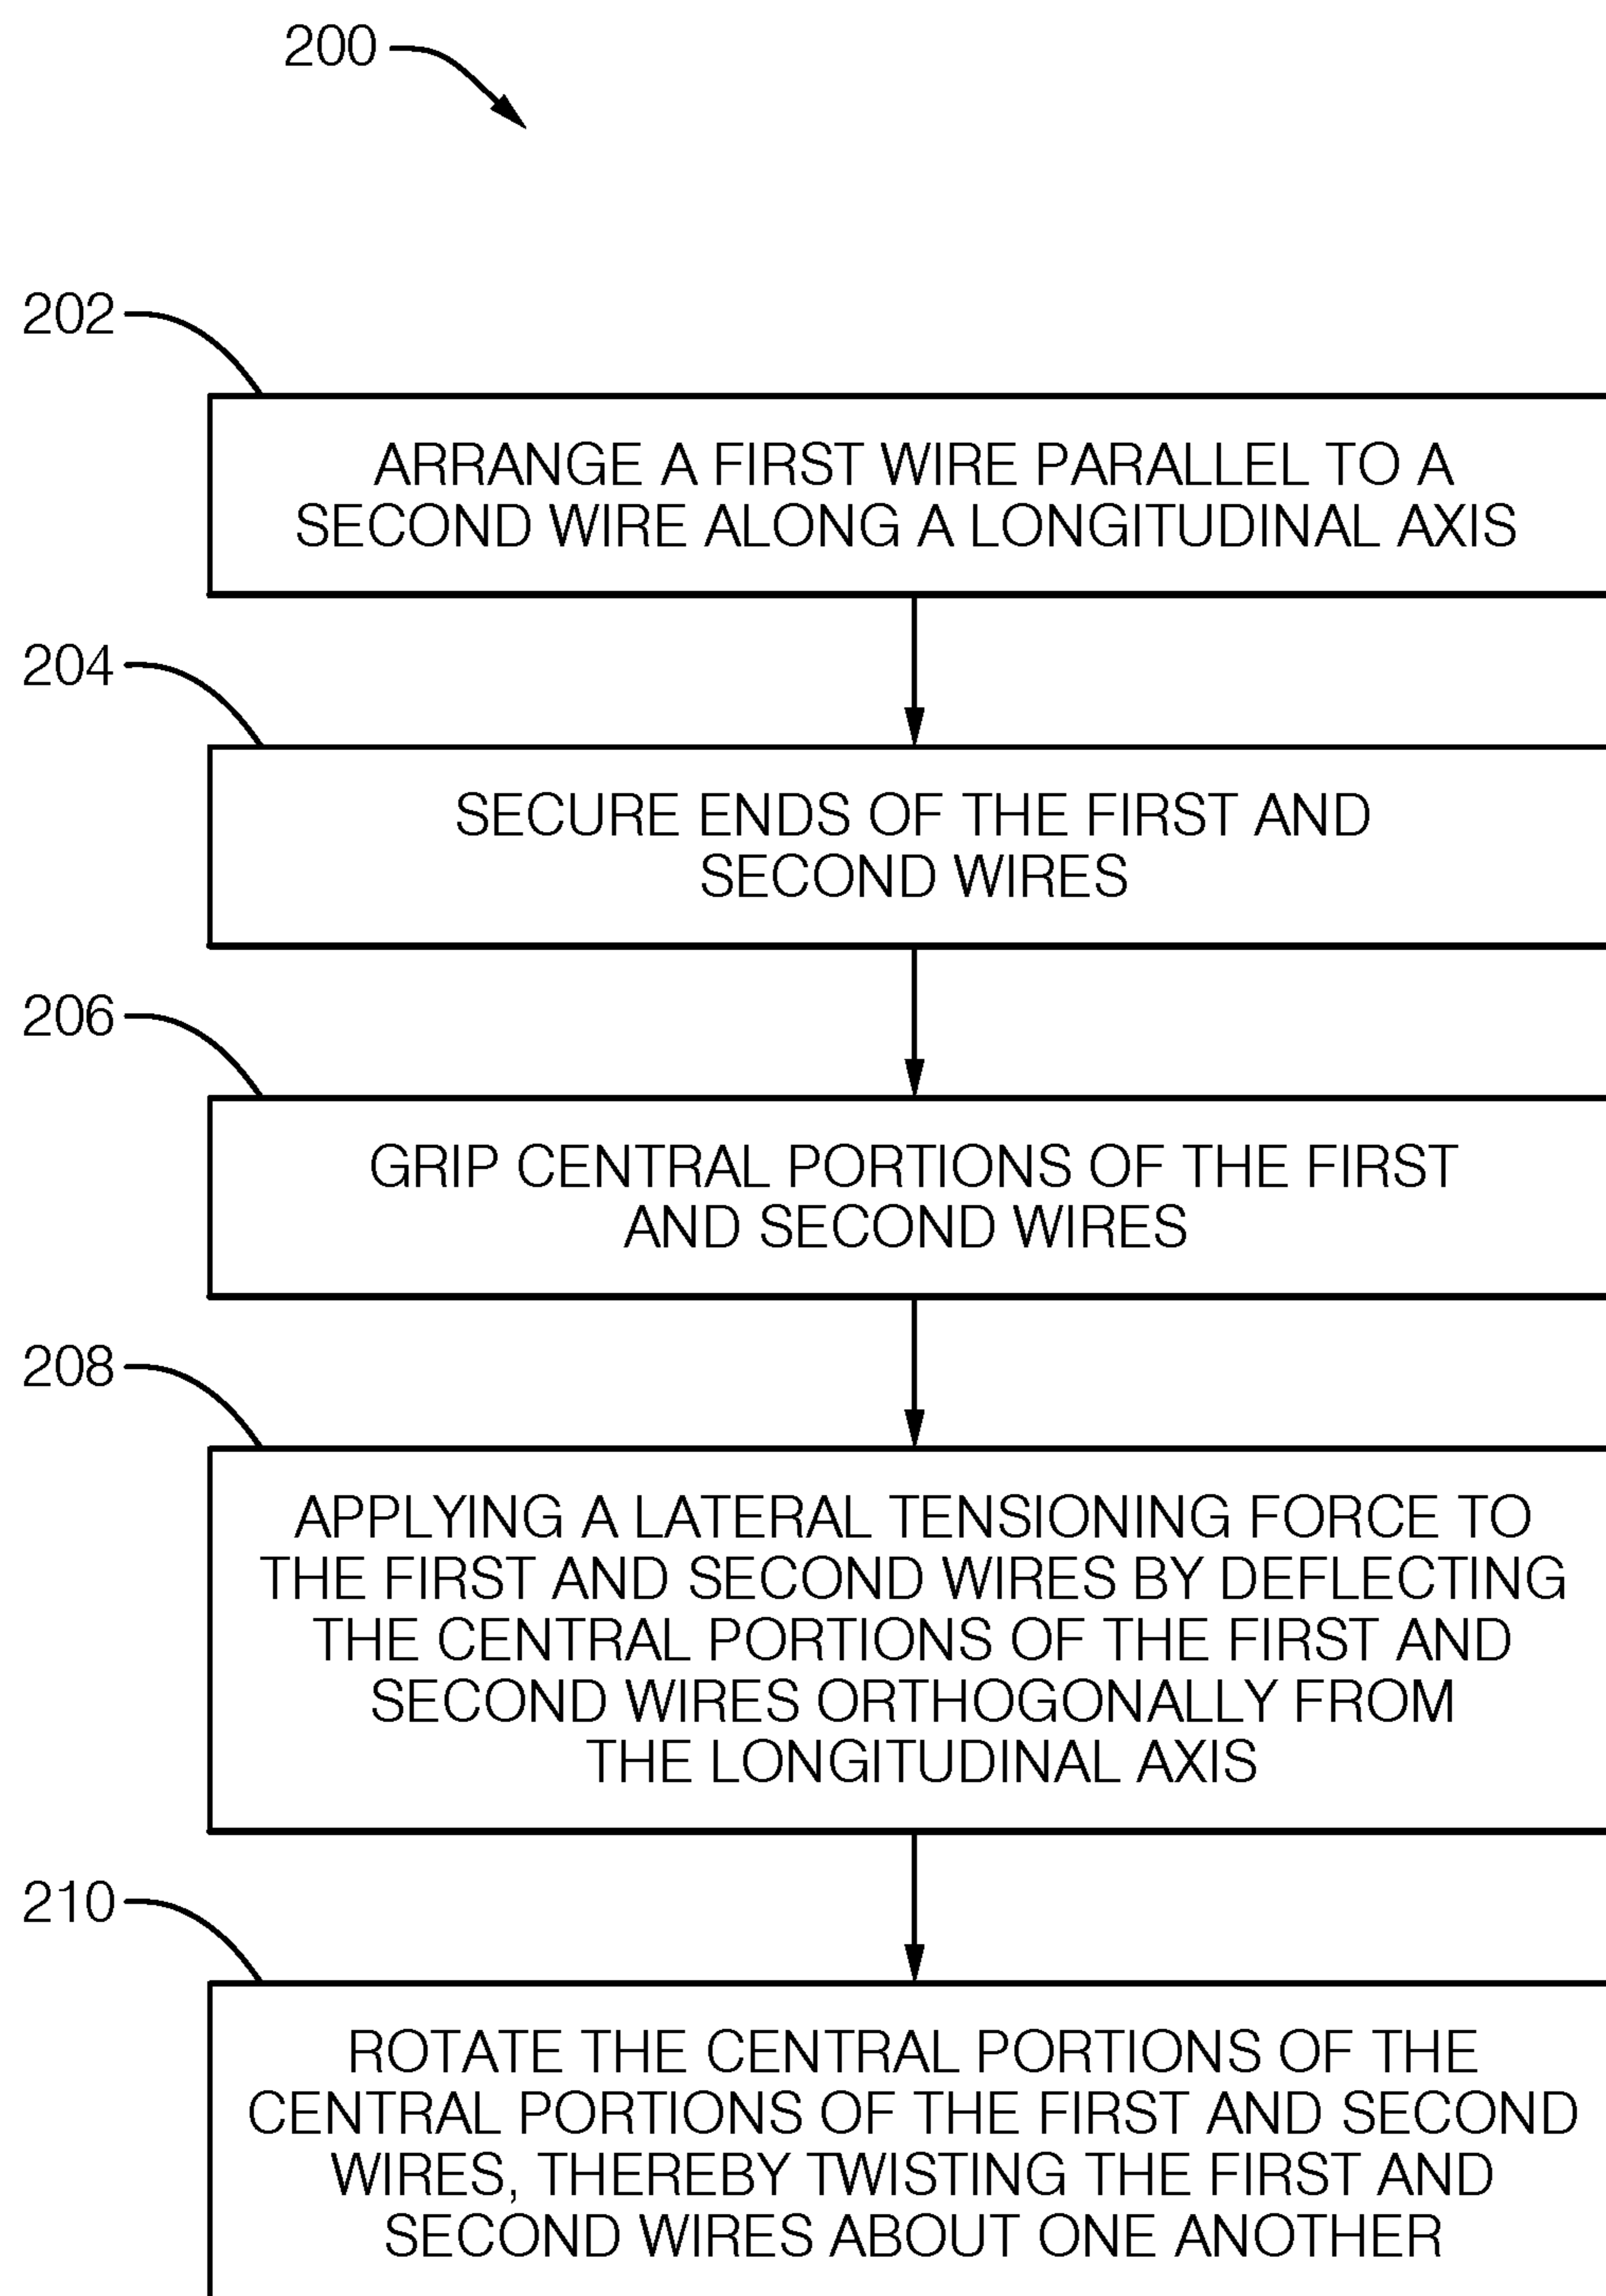 200
202
ARRANGE A FIRST WIRE PARALLEL TO A
SECOND WIRE ALONG A LONGITUDINAL AXIS
204
SECURE ENDS OF THE FIRST AND
SECOND WIRES
206
GRIP CENTRAL PORTIONS OF THE FIRST
AND SECOND WIRES
208
APPLYING A LATERAL TENSIONING FORCE TO
THE FIRST AND SECOND WIRES BY DEFLECTING
THE CENTRAL PORTIONS OF THE FIRST AND
SECOND WIRES ORTHOGONALLY FROM
THE LONGITUDINAL AXIS
210
ROTATE THE CENTRAL PORTIONS OF THE
CENTRAL PORTIONS OF THE FIRST AND SECOND
WIRES, THEREBY TWISTING THE FIRST AND
SECOND WIRES ABOUT ONE ANOTHER